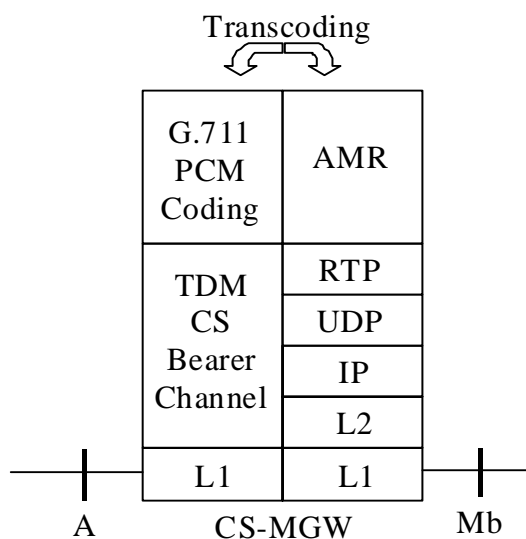 Transcoding
G.711
PCM
Coding
AMR
TDM
CS
Bearer
Channel
RTP
UDP
IP
L2
L1
L1
A
CS-MGW
Mb